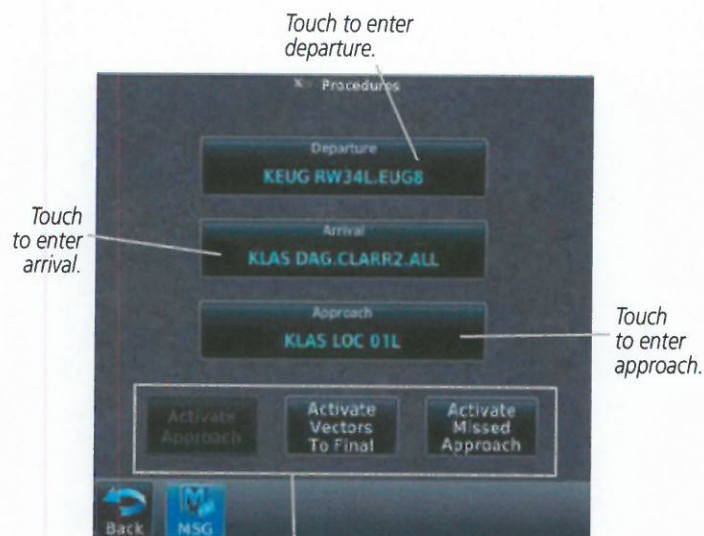 Touch to enter
departure.
Procedures
Departure
KEUG RW34L.EUG8
Touch
to enter
arrival.
Arrival
KLAS DAG.CLARR2.ALL
Approach
KLAS LOC 01L
Touch
to enter
approach.
Activate
Approach
Activate
Vectors
To Final
Activate
Missed
Approach
Back
MSG